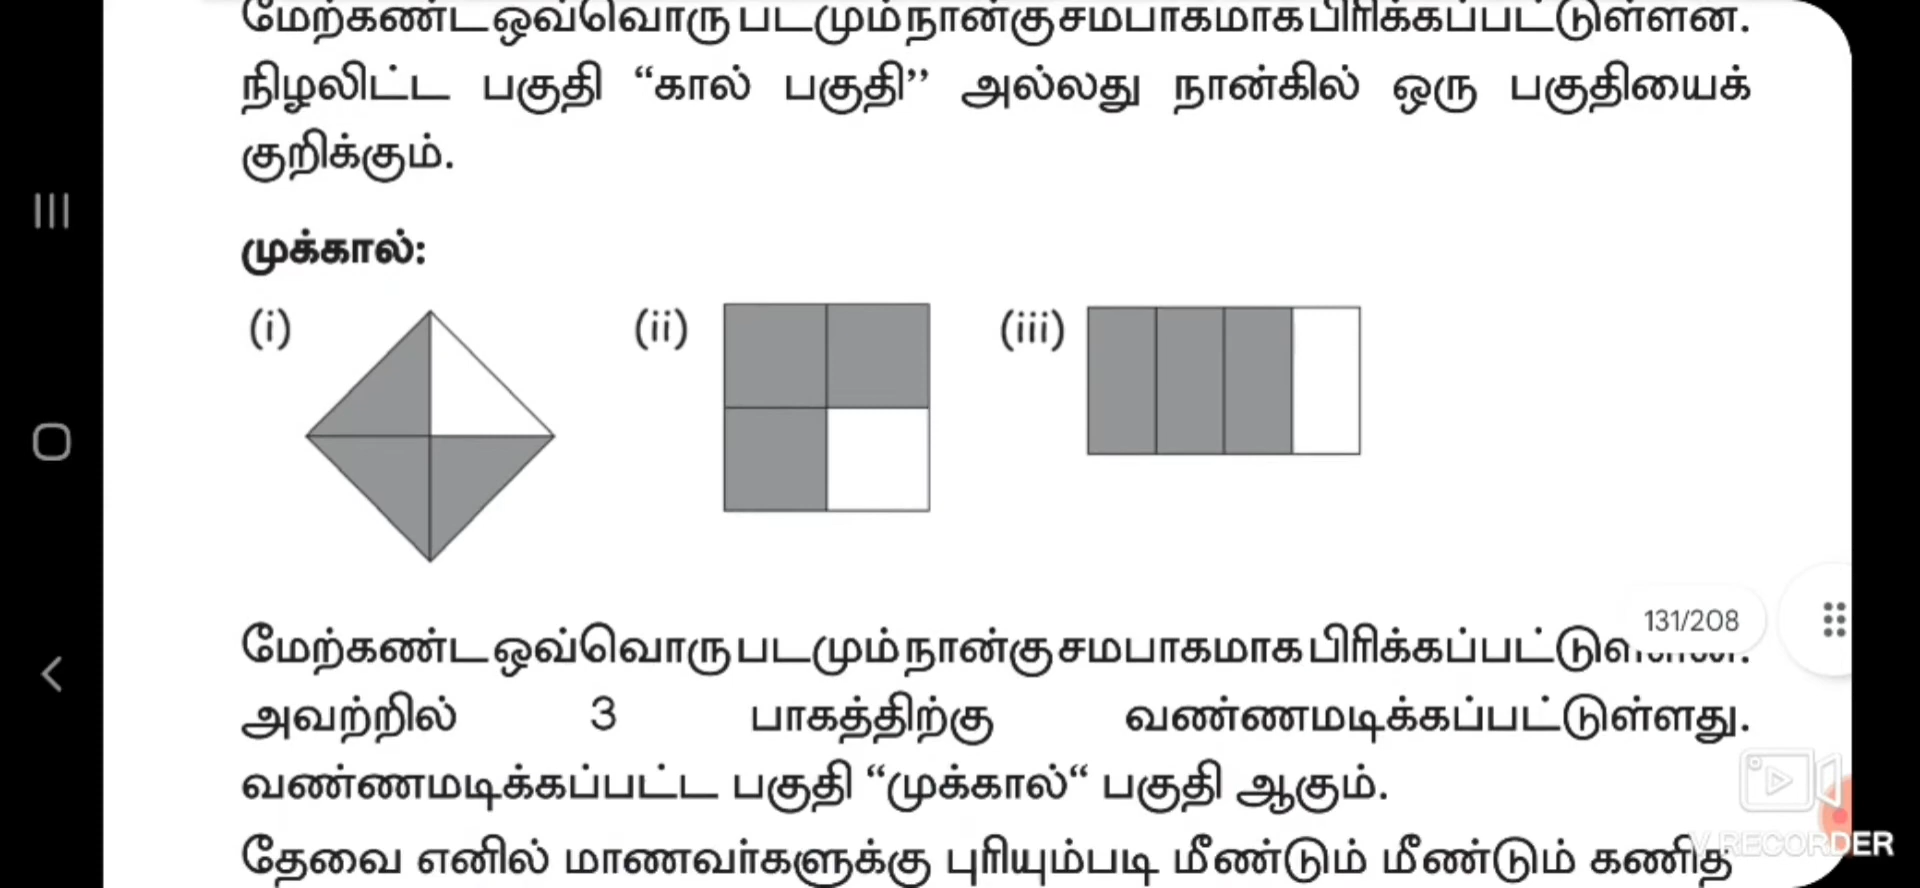 மேற்கண்ட ஒவ்வொரு படமும் நான்கு சமபாகமாக பிரிக்கப்பட்டுள்ளன.
நிழலிட்ட பகுதி “கால் பகுதி” அல்லது நான்கில் ஒரு பகுதியைக்
குறிக்கும்.
முக்கால்:
(i) (ii) (iii)
131/208
மேற்கண்ட ஒவ்வொரு படமும் நான்கு சமபாகமாக
அவற்றில் 3 பாகத்திற்கு வண்ணமடிக்கப்பட்டுள்ளது.
வண்ணமடிக்கப்பட்ட பகுதி “முக்கால்“ பகுதி ஆகும்.
தேவை எனில் மாணவர்களுக்கு புரியும்படி மீண்டும் மீண்டும் கணித
V RECORDER